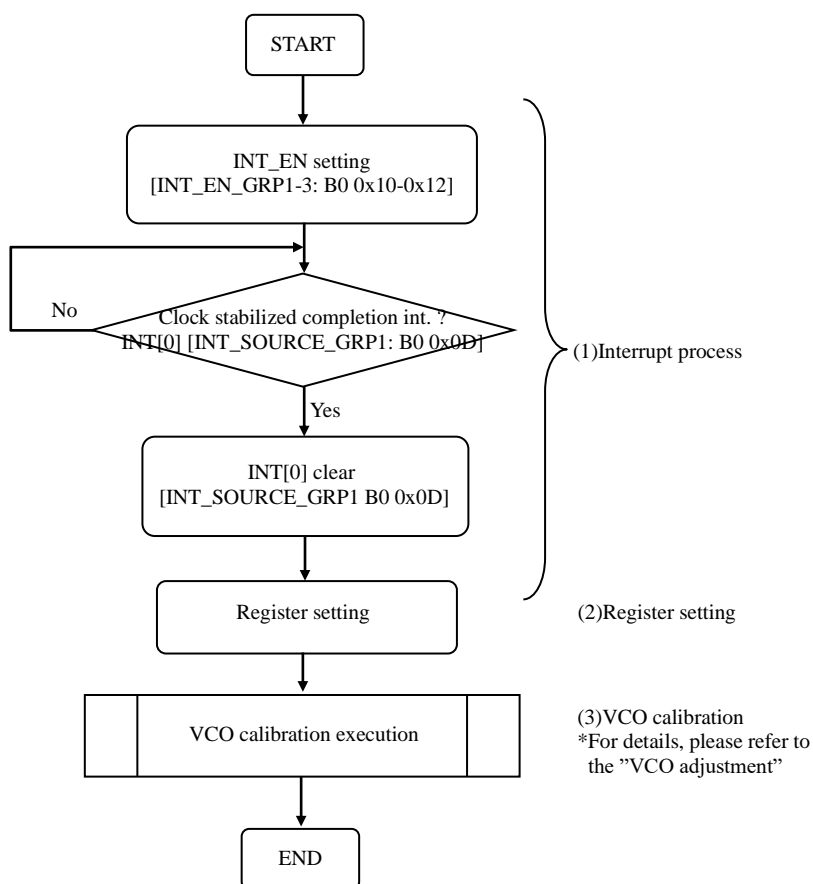 START
INT_EN setting
[INT_EN_GRP1-3: B0 0x10-0x12]
No
Clock stabilized completion int. ?
INT[0] [INT_SOURCE_GRP1: B0 0x0D]
(1)Interrupt process
Yes
INT[0] clear
[INT_SOURCE_GRP1 B0 0x0D]
Register setting
(2)Register setting
VCO calibration execution
(3)VCO calibration
*For details, please refer to
the ”VCO adjustment”
END